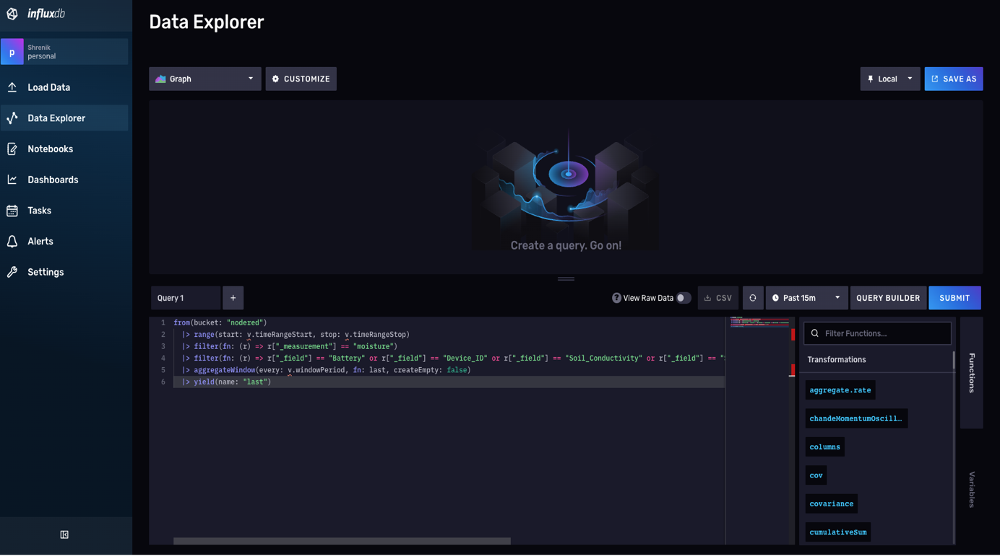 influxdb
Data Explorer
p
Shrenik
personal
Load Data
Data Explorer
Notebooks
Dashboards
Tasks
Alerts
Settings
Graph
CUSTOMIZE
Local
SAVE AS
Create a query. Go on!
Query 1
+
? View Raw Data
CSV
Past 15m
QUERY BUILDER
SUBMIT
1 from(bucket: "nodered")
2 |> range(start: v.timeRangeStart, stop: v.timeRangeStop)
3 |> filter(fn: (r) => r["_measurement"] == "moisture")
4 |> filter(fn: (r) => r["_field"] == "Battery" or r["_field"] == "Device_ID" or r["_field"] == "Soil_Conductivity" or r["_field"] == "
5 |> aggregateWindow(every: v.windowPeriod, fn: last, createEmpty: false)
6 |> yield(name: "last")
Filter Functions...
Transformations
aggregate.rate
chandeMomentumOscill…
columns
cov
covariance
cumulativeSum
Functions
Variables